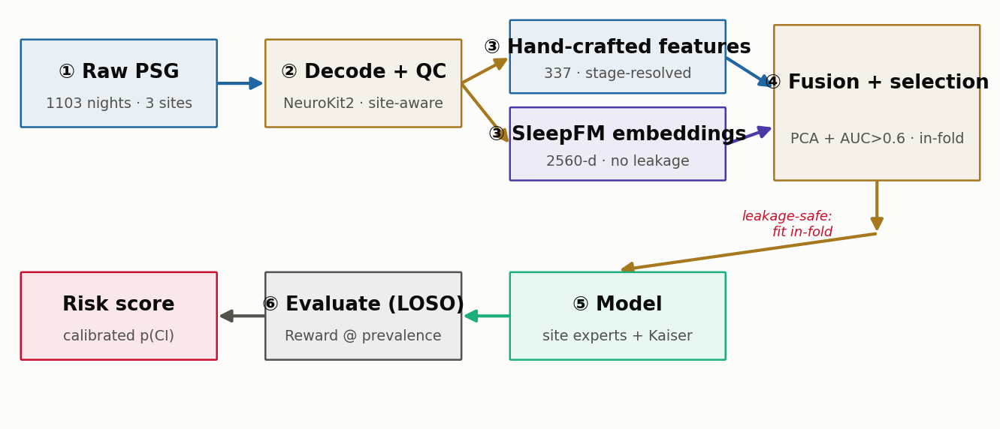 ① Raw PSG
1103 nights · 3 sites
② Decode + QC
NeuroKit2 · site-aware
③ Hand-crafted features
337 · stage-resolved
③ SleepFM embeddings
2560-d · no leakage
④ Fusion + selection
PCA + AUC>0.6 · in-fold
leakage-safe:
fit in-fold
⑤ Model
site experts + Kaiser
⑥ Evaluate (LOSO)
Reward @ prevalence
Risk score
calibrated p(CI)